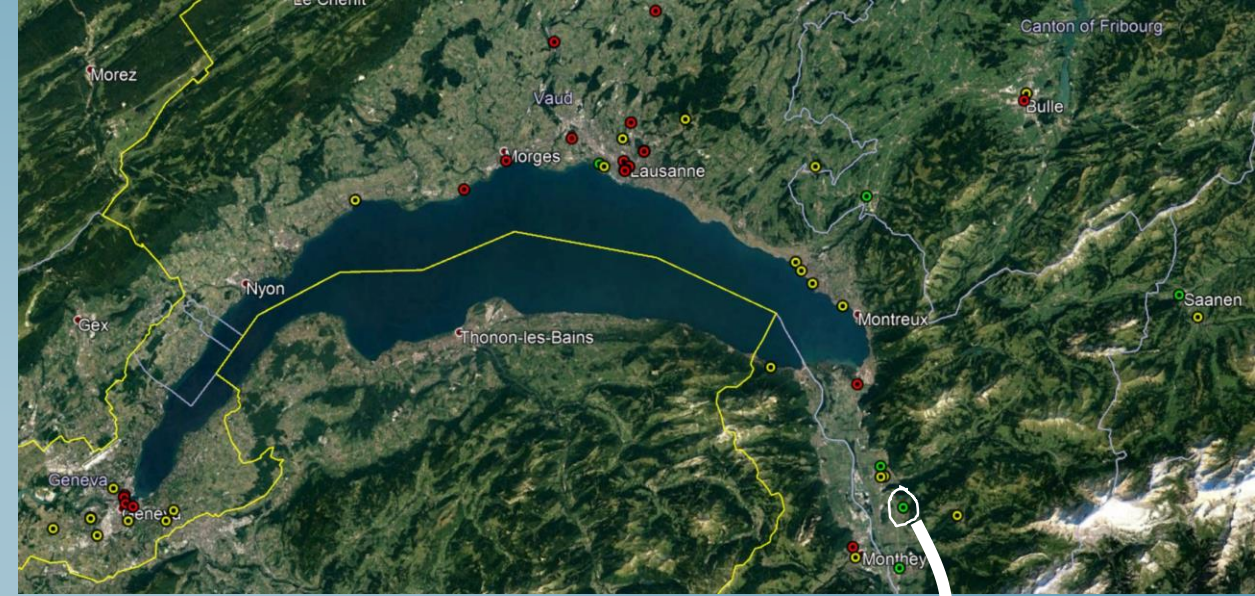 Le Chenit
Canton of Fribourg
Morez
Vaud
Bulle
Morges
Lausanne
Nyon
Saanen
Gex
Montreux
Thonon-les-Bains
Geneva
Geneva
Monthey